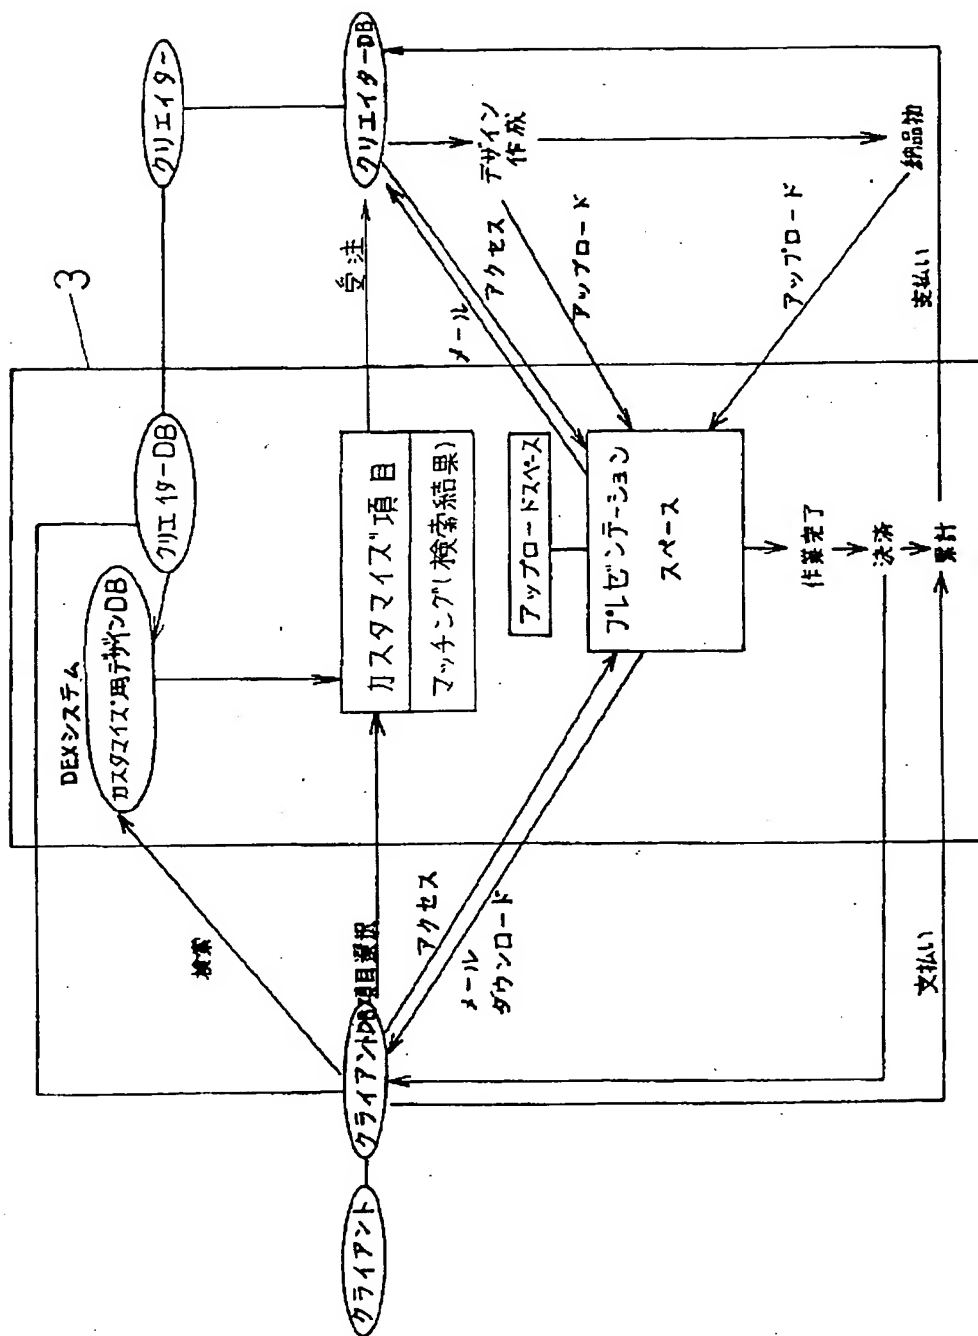 3
DEXシステム
カスタマイズ用デザインDB
クリエイターDB
クリエイター
検索
クライアント
クライアントDB
項目選択
カスタマイズ項目
マッチング(検索結果)
受注
クリエイターDB
アクセス
メール
ダウンロード
アップロードスペース
プレゼンテーション
スペース
メール
アクセス
デザイン
作成
アップロード
アップロード
納品物
作業完了
決済
累計
支払い
支払い